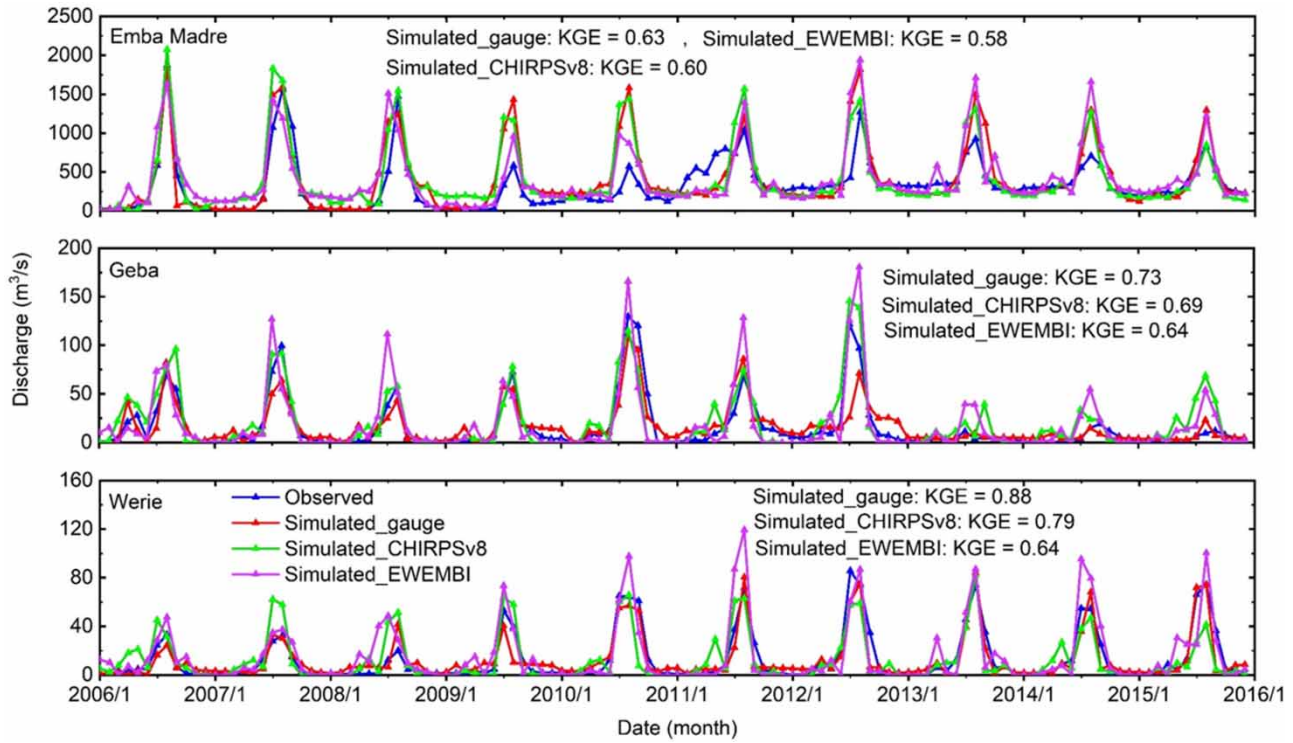 2500
2000
1500
1000
500
0
Emba Madre
Simulated_gauge: KGE = 0.63 , Simulated_EWEMBI: KGE = 0.58
Simulated_CHIRPSv8: KGE = 0.60
Discharge (m³/s)
200
150
100
50
0
Geba
Simulated_gauge: KGE = 0.73
Simulated_CHIRPSv8: KGE = 0.69
Simulated_EWEMBI: KGE = 0.64
160
120
80
40
0
Werie
Observed
Simulated_gauge
Simulated_CHIRPSv8
Simulated_EWEMBI
Simulated_gauge: KGE = 0.88
Simulated_CHIRPSv8: KGE = 0.79
Simulated_EWEMBI: KGE = 0.64
2006/1 2007/1 2008/1 2009/1 2010/1 2011/1 2012/1 2013/1 2014/1 2015/1 2016/1
Date (month)